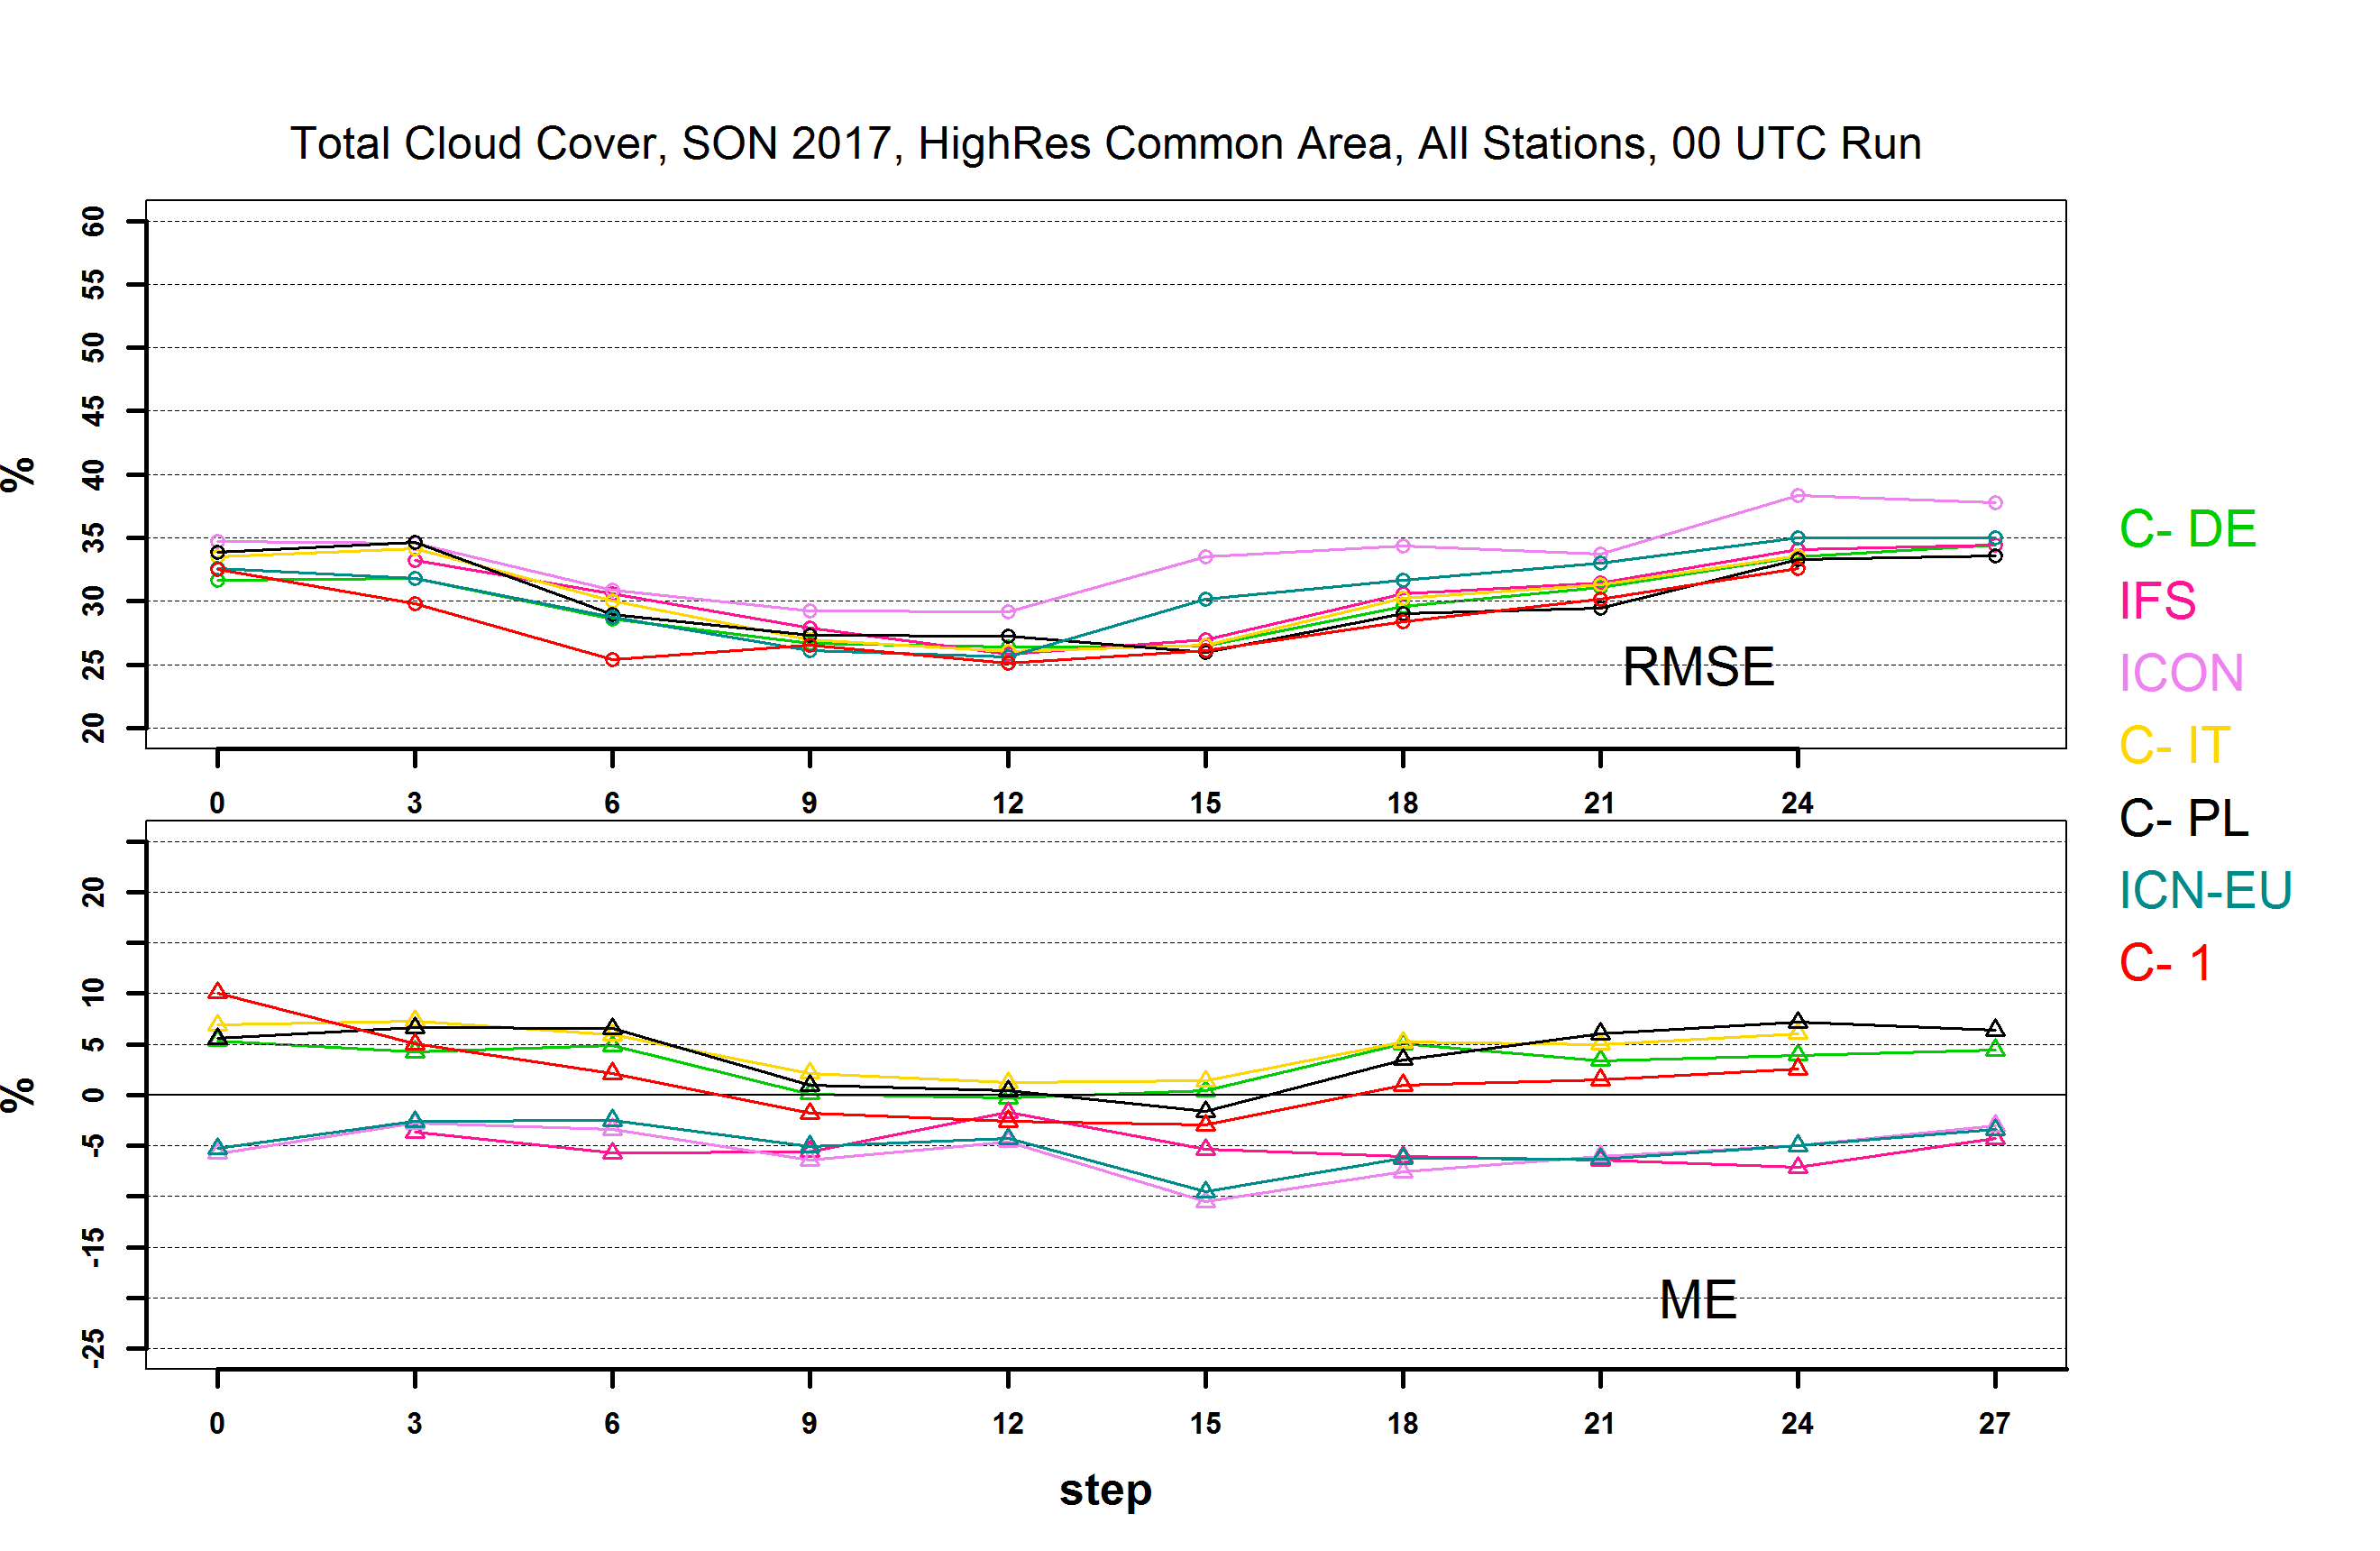 Total Cloud Cover, SON 2017, HighRes Common Area, All Stations, 00 UTC Run
60
55
50
45
40
35
30
25
20
%
RMSE
0 3 6 9 12 15 18 21 24
20
10
5
0
-5
-15
-25
%
ME
0 3 6 9 12 15 18 21 24 27
step
C- DE
IFS
ICON
C- IT
C- PL
ICN-EU
C- 1